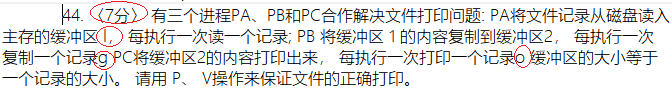 44. 〈7分〉 有三个进程PA、PB和PC合作解决文件打印问题: PA将文件记录从磁盘读入
主存的缓冲区 l， 每执行一次读一个记录; PB 将缓冲区 1 的内容复制到缓冲区2， 每执行一次
复制一个记录g PC将缓冲区2的内容打印出来， 每执行一次打印一个记录o 缓冲区的大小等于
一个记录的大小。 请用 P、 V操作来保证文件的正确打印。